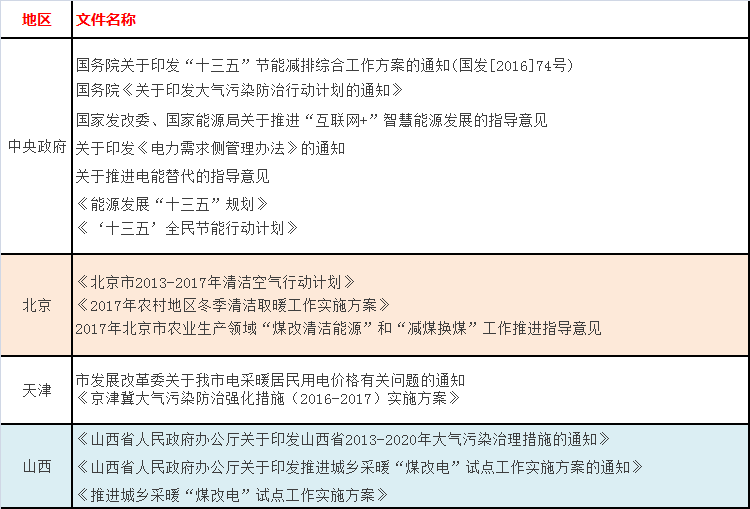 地区 文件名称
国务院关于印发“十三五”节能减排综合工作方案的通知(国发[2016]74号)
国务院《关于印发大气污染防治行动计划的通知》
国家发改委、国家能源局关于推进“互联网+”智慧能源发展的指导意见
中央政府 关于印发《电力需求侧管理办法》的通知
关于推进电能替代的指导意见
《能源发展“十三五”规划》
《‘十三五’全民节能行动计划》
《北京市2013-2017年清洁空气行动计划》
北京 《2017年农村地区冬季清洁取暖工作实施方案》
2017年北京市农业生产领域“煤改清洁能源”和“减煤换煤”工作推进指导意见
市发展改革委关于我市电采暖居民用电价格有关问题的通知
天津 《京津冀大气污染防治强化措施（2016-2017）实施方案》
《山西省人民政府办公厅关于印发山西省2013-2020年大气污染治理措施的通知》
山西 《山西省人民政府办公厅关于印发推进城乡采暖“煤改电”试点工作实施方案的通知》
《推进城乡采暖“煤改电”试点工作实施方案》